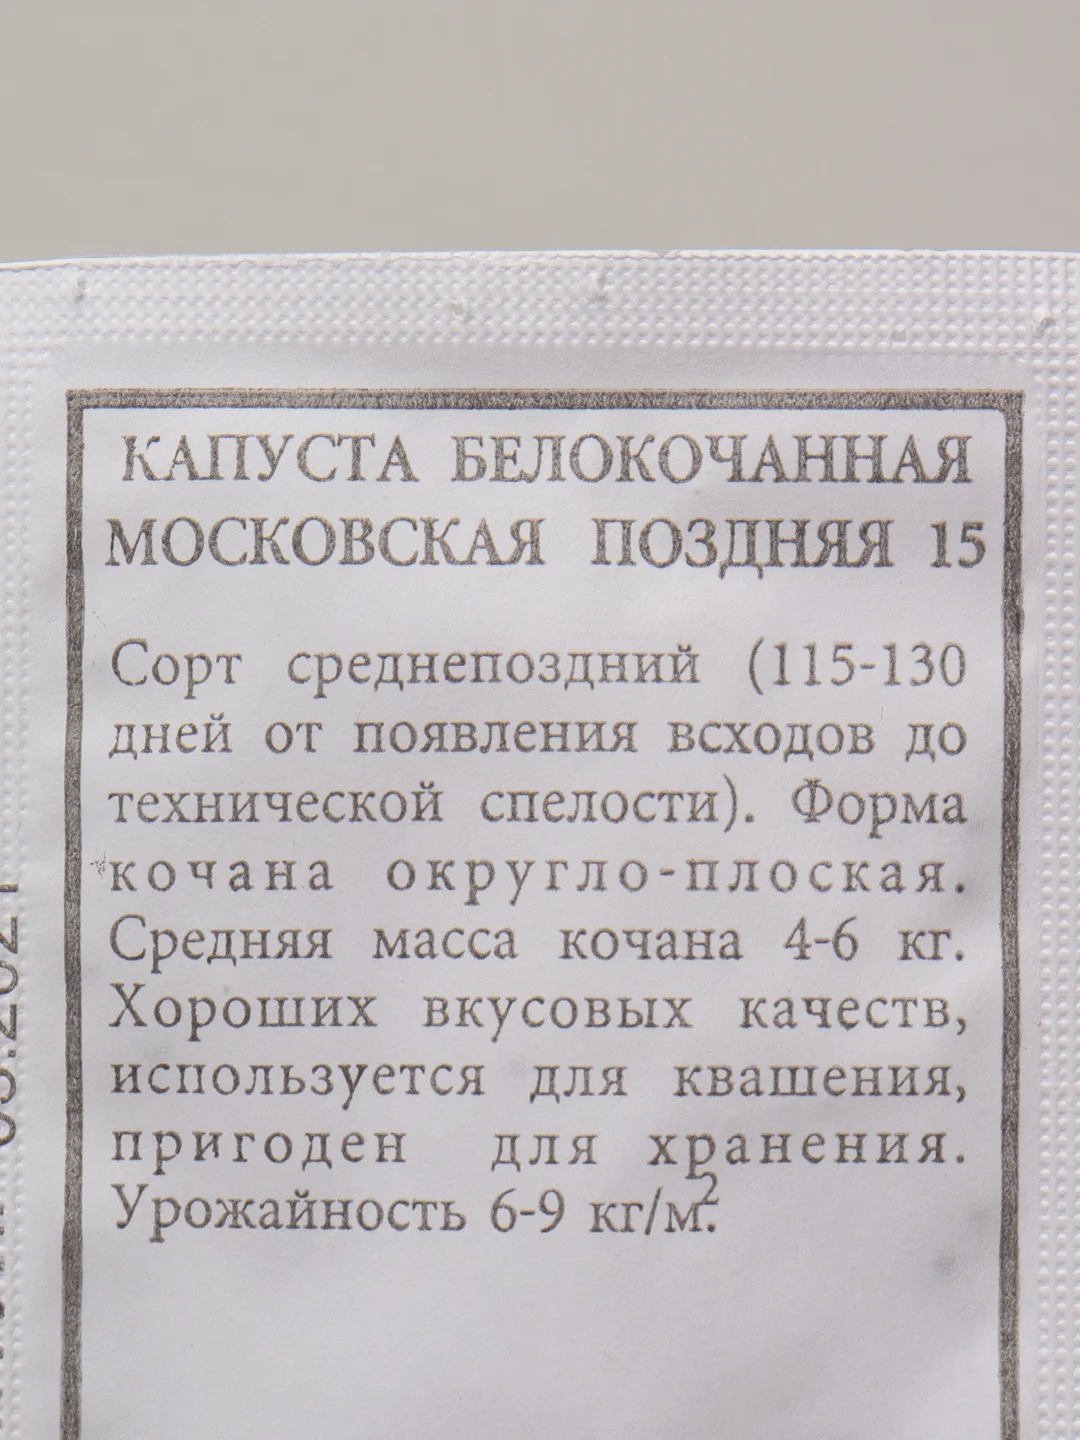 КАПУСТА БЕЛОКОЧАННАЯ
МОСКОВСКАЯ ПОЗДНЯЯ 15
Сорт среднепоздний (115-130
дней от появления всходов до
технической спелости). Форма
кочана округло-плоская.
Средняя масса кочана 4-6 кг.
Хороших вкусовых качеств,
используется для квашения,
пригоден для хранения.
Урожайность 6-9 кг/м².